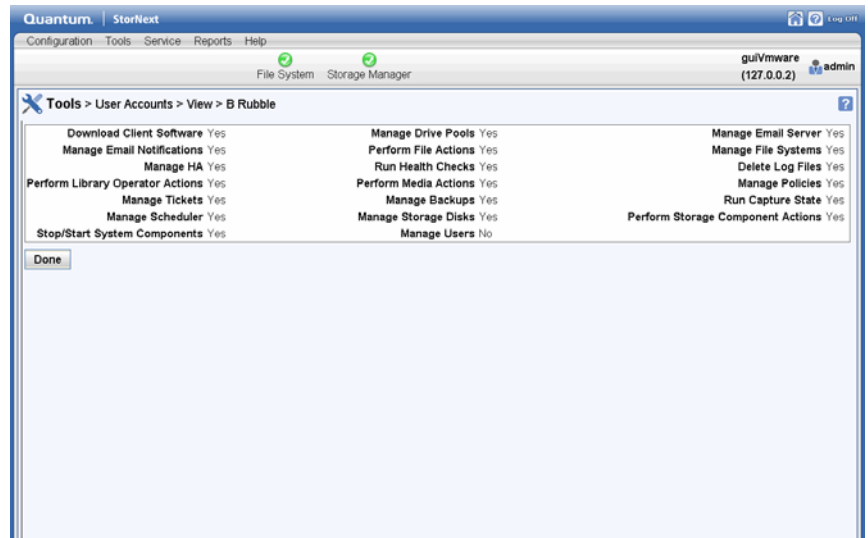 Quantum. StorNext Log Off
Configuration Tools Service Reports Help
File System Storage Manager
guiVmware
(127.0.0.2)
admin
Tools > User Accounts > View > B Rubble ?
Download Client Software Yes Manage Drive Pools Yes Manage Email Server Yes
Manage Email Notifications Yes Perform File Actions Yes Manage File Systems Yes
Manage HA Yes Run Health Checks Yes Delete Log Files Yes
Perform Library Operator Actions Yes Perform Media Actions Yes Manage Policies Yes
Manage Tickets Yes Manage Backups Yes Run Capture State Yes
Manage Scheduler Yes Manage Storage Disks Yes Perform Storage Component Actions Yes
Stop/Start System Components Yes Manage Users No
Done